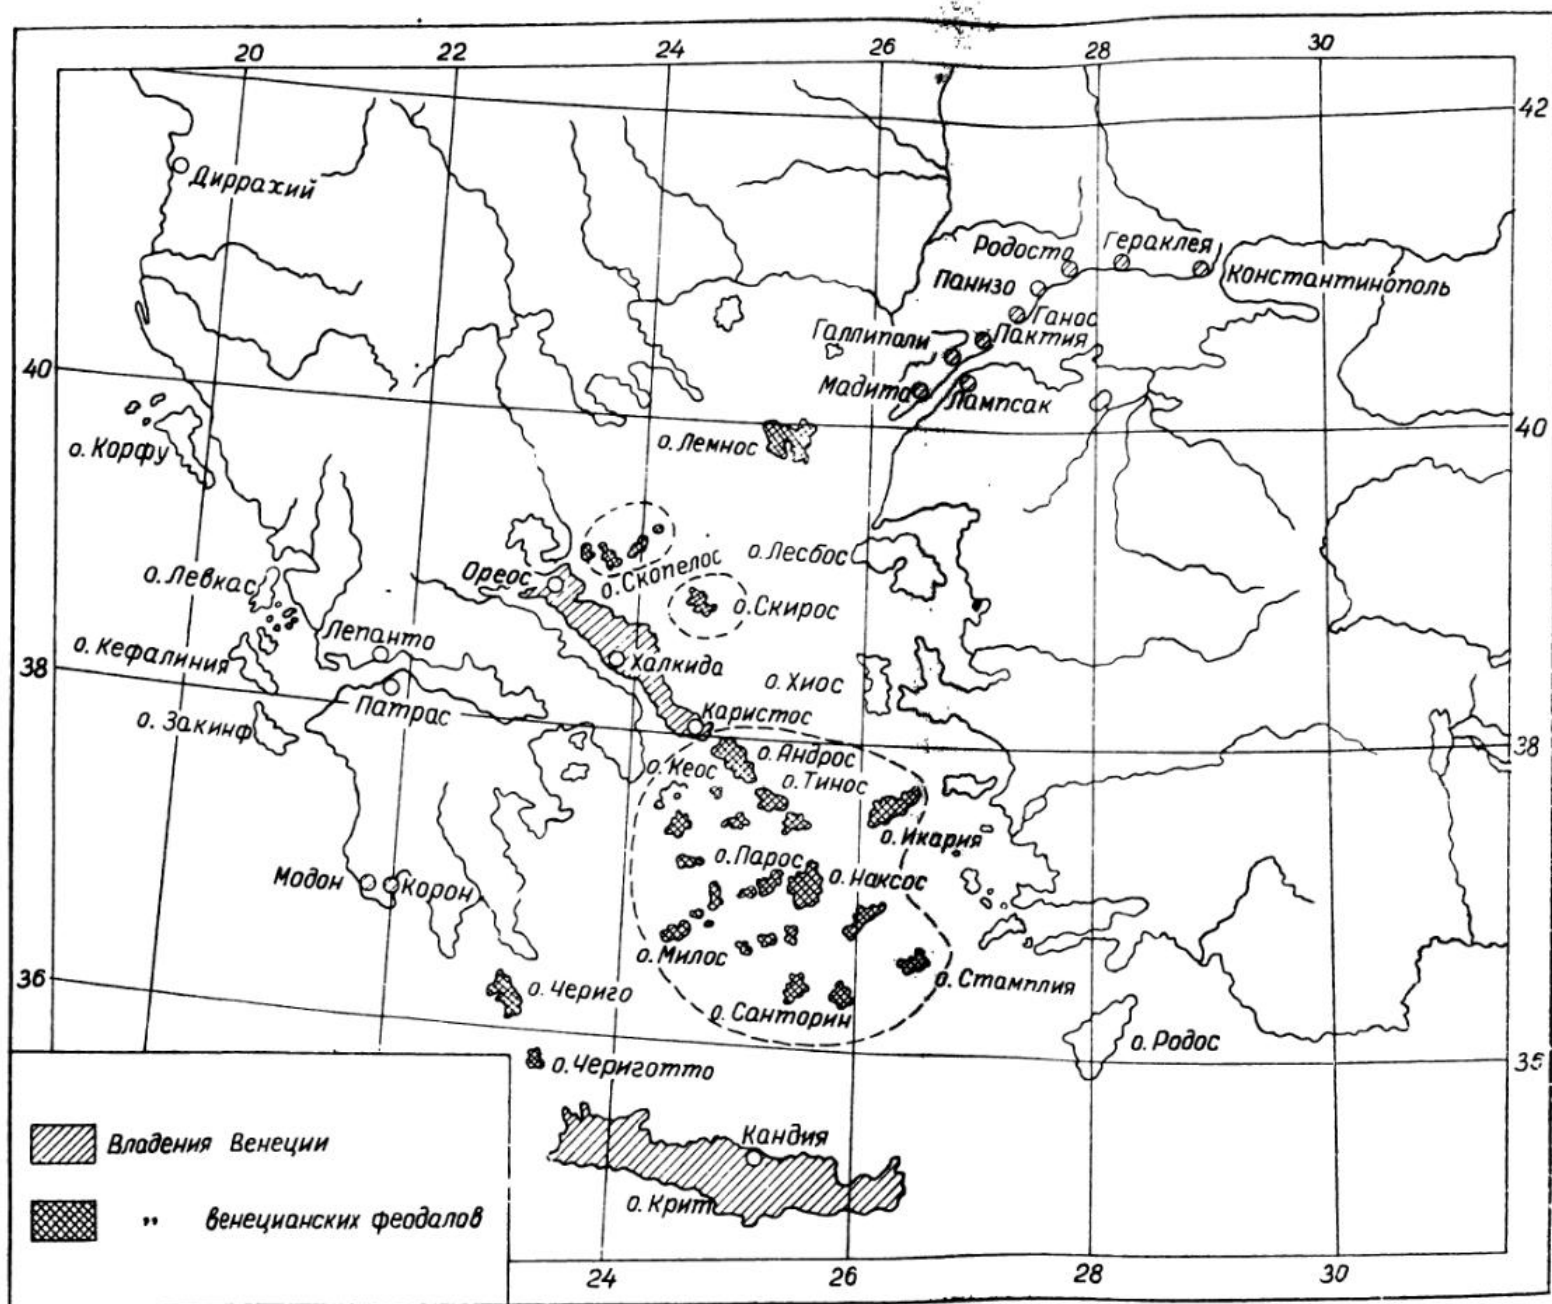 20 22 24 26 28 30
42
Диррахий
Родосто
Гераклея
Константинополь
Панизо
Ганос
Галлиполи
Пактия
40
Мадита
Лампсак
40
о. Корфу
о. Лемнос
о. Лесбос
о. Скопелос
Ореос
о. Левкас
о. Скирос
Лепанто
о. Кефалиния
Халкида
38
о. Хиос
Патрас
о. Закинф
Каристос
38
о. Андрос
о. Кеос
о. Тинос
о. Икария
о. Парос
о. Наксос
Модон
Корон
о. Милос
36
о. Стамплия
о. Чериго
о. Санторин
о. Родос
о. Чериготто
36
Кандия
о. Крит
Владения Венеции
" венецианских феодалов
24 26 28 30